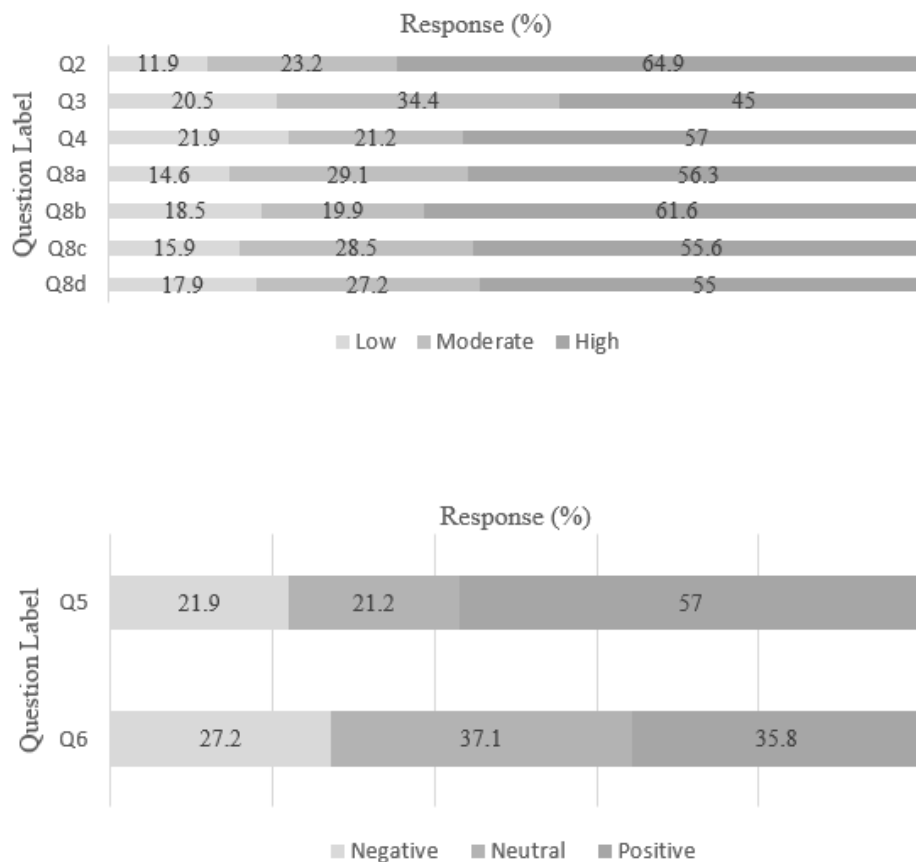 Response (%)
Question Label
Q2 11.9 23.2 64.9
Q3 20.5 34.4 45
Q4 21.9 21.2 57
Q8a 14.6 29.1 56.3
Q8b 18.5 19.9 61.6
Q8c 15.9 28.5 55.6
Q8d 17.9 27.2 55
Low Moderate High
Response (%)
Question Label
Q5 21.9 21.2 57
Q6 27.2 37.1 35.8
Negative Neutral Positive